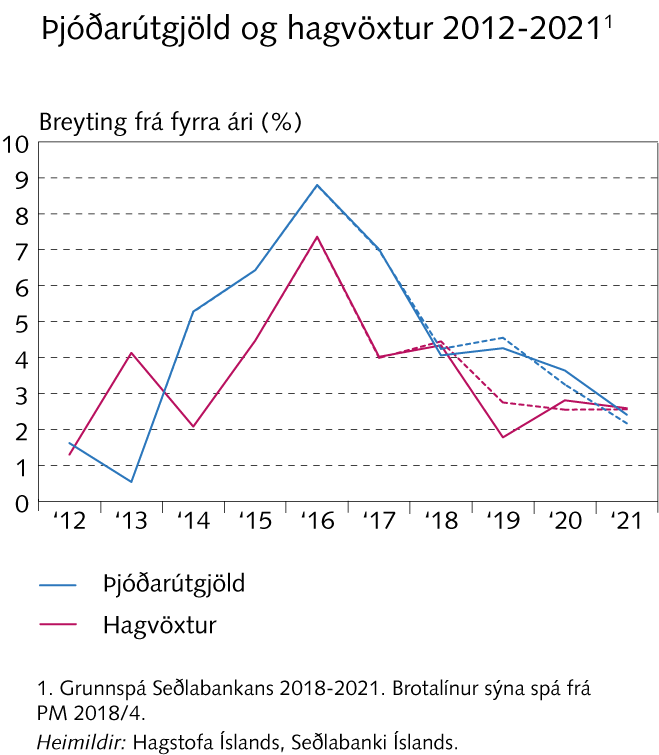 Þjóðarútgjöld og hagvöxtur 2012-2021¹
Breyting frá fyrra ári (%)
10
9
8
7
6
5
4
3
2
1
0
‘12 ‘13 ‘14 ‘15 ‘16 ‘17 ‘18 ‘19 ‘20 ‘21
Þjóðarútgjöld
Hagvöxtur
1. Grunnspá Seðlabankans 2018-2021. Brotalínur sýna spá frá
PM 2018/4.
Heimildir: Hagstofa Íslands, Seðlabanki Íslands.